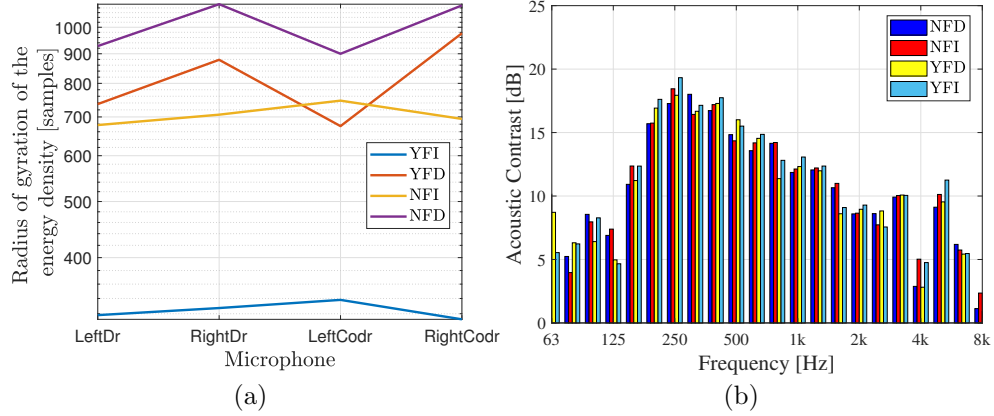 1000
900
800
700
600
500
400
Radius of gyration of the
energy density [samples]
YFI
YFD
NFI
NFD
LeftDr
RightDr
LeftCodr
RightCodr
Microphone
(a)
25
20
15
10
5
0
Acoustic Contrast [dB]
NFD
NFI
YFD
YFI
63
125
250
500
1k
2k
4k
8k
Frequency [Hz]
(b)